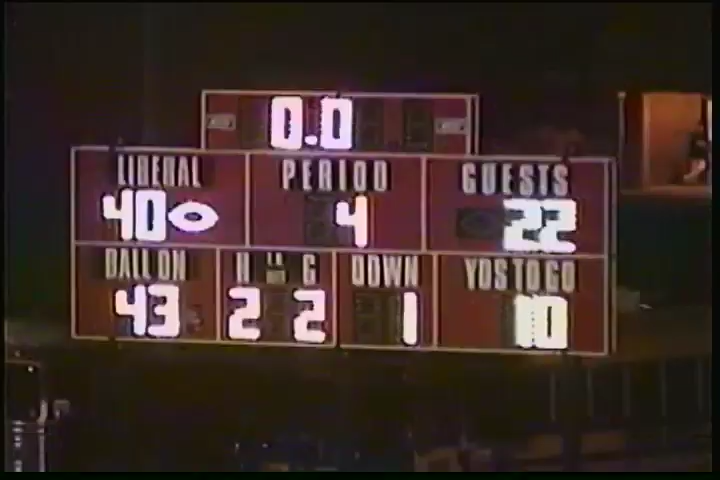 0.0
LIBERAL PERIOD GUESTS
40 4 22
BALL ON H G DOWN YDS TO GO
43 2 2 1 10